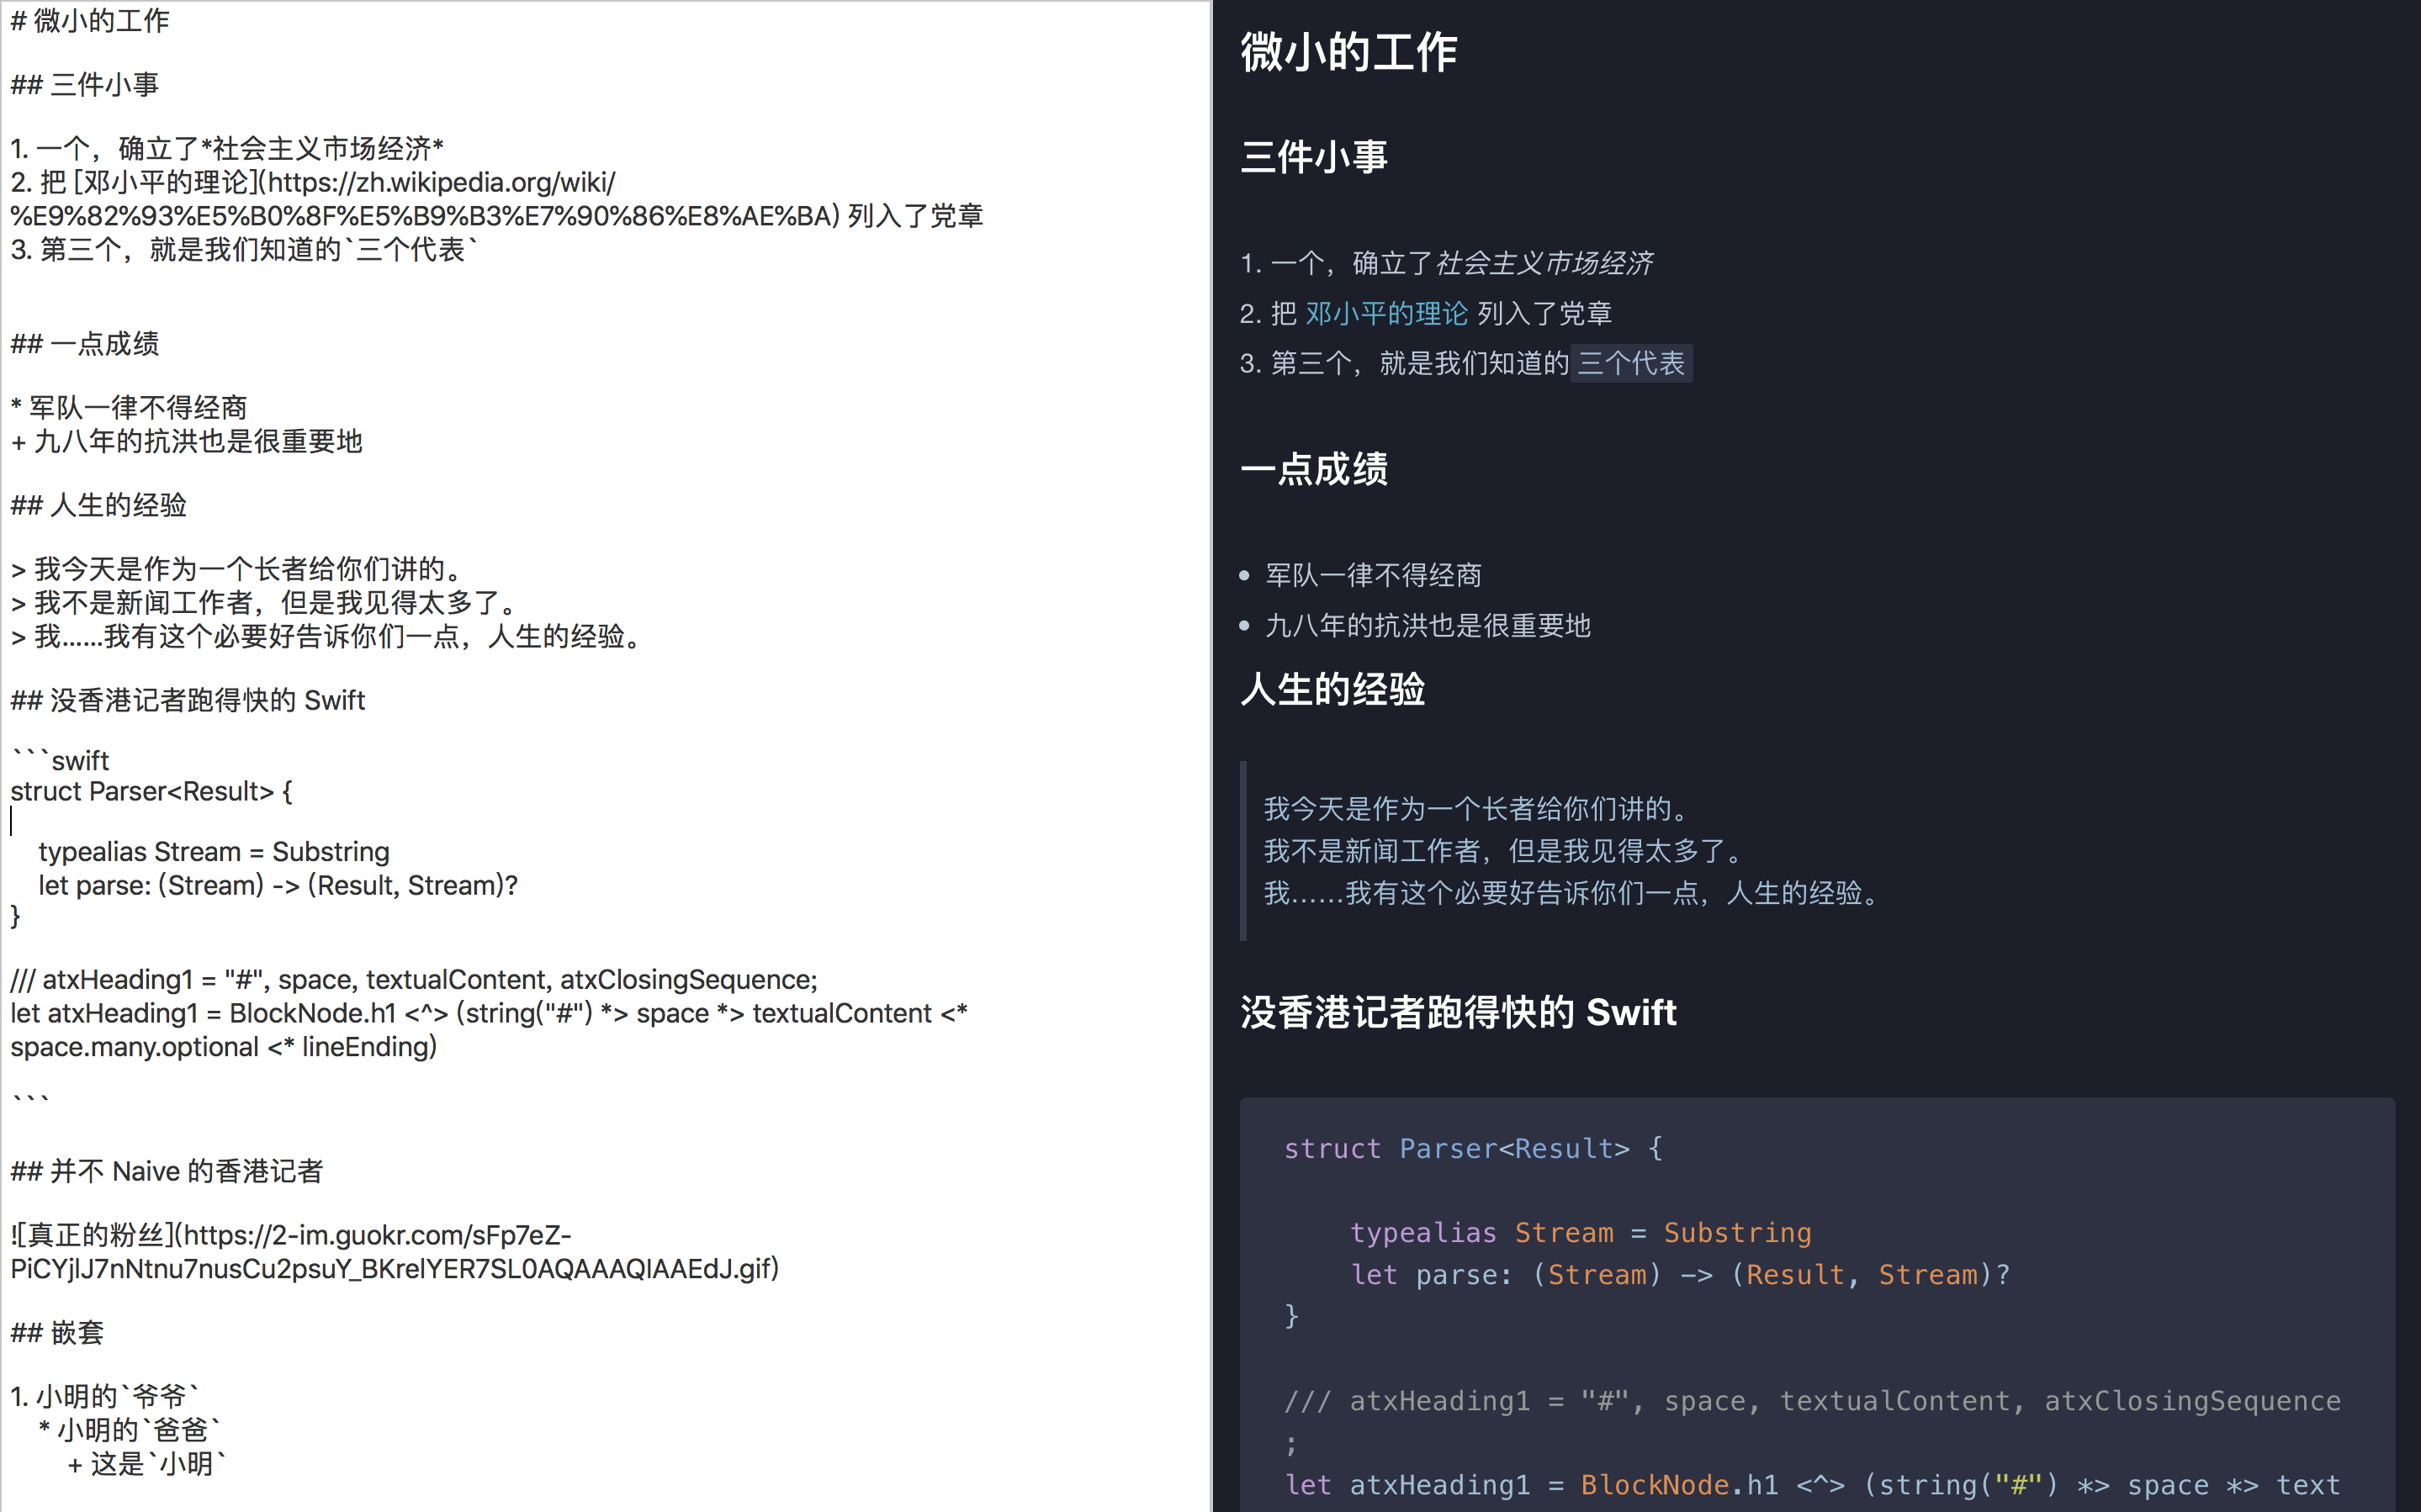 # 微小的工作
## 三件小事
1. 一个，确立了*社会主义市场经济*
2. 把 [邓小平的理论](https://zh.wikipedia.org/wiki/
%E9%82%93%E5%B0%8F%E5%B9%B3%E7%90%86%E8%AE%BA) 列入了党章
3. 第三个，就是我们知道的`三个代表`
## 一点成绩
* 军队一律不得经商
+ 九八年的抗洪也是很重要地
## 人生的经验
> 我今天是作为一个长者给你们讲的。
> 我不是新闻工作者，但是我见得太多了。
> 我……我有这个必要好告诉你们一点，人生的经验。
## 没香港记者跑得快的 Swift
```swift
struct Parser<Result> {
    typealias Stream = Substring
    let parse: (Stream) -> (Result, Stream)?
}
/// atxHeading1 = "#", space, textualContent, atxClosingSequence;
let atxHeading1 = BlockNode.h1 <^> (string("#") *> space *> textualContent <*
space.many.optional <* lineEnding)
```
## 并不 Naive 的香港记者
![真正的粉丝](https://2-im.guokr.com/sFp7eZ-
PiCYjlJ7nNtnu7nusCu2psuY_BKrelYER7SL0AQAAAQIAAEdJ.gif)
## 嵌套
1. 小明的`爷爷`
    * 小明的`爸爸`
        + 这是`小明`
微小的工作
三件小事
1. 一个，确立了社会主义市场经济
2. 把 邓小平的理论 列入了党章
3. 第三个，就是我们知道的三个代表
一点成绩
• 军队一律不得经商
• 九八年的抗洪也是很重要地
人生的经验
我今天是作为一个长者给你们讲的。
我不是新闻工作者，但是我见得太多了。
我……我有这个必要好告诉你们一点，人生的经验。
没香港记者跑得快的 Swift
struct Parser<Result> {
    typealias Stream = Substring
    let parse: (Stream) -> (Result, Stream)?
}
/// atxHeading1 = "#", space, textualContent, atxClosingSequence
;
let atxHeading1 = BlockNode.h1 <^> (string("#") *> space *> text